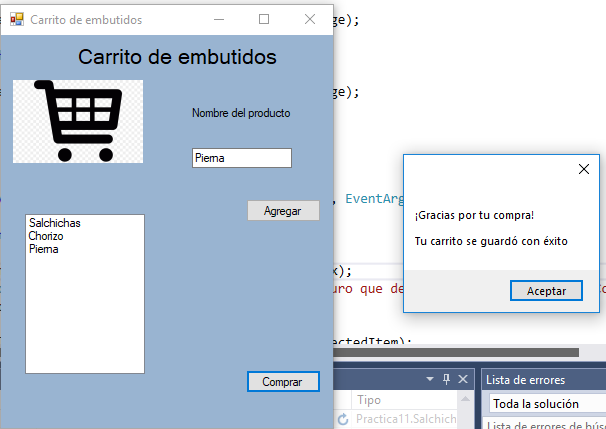 Carrito de embutidos
Carrito de embutidos
Nombre del producto
Pierna
Agregar
Salchichas
Chorizo
Pierna
Comprar
ge);
ge);
, EventArg
¡Gracias por tu compra!
Tu carrito se guardó con éxito
Aceptar
x);
uro que de
ectedItem);
Tipo
Practica11.Salchich
Lista de errores
Toda la solución
Lista de errores de bús